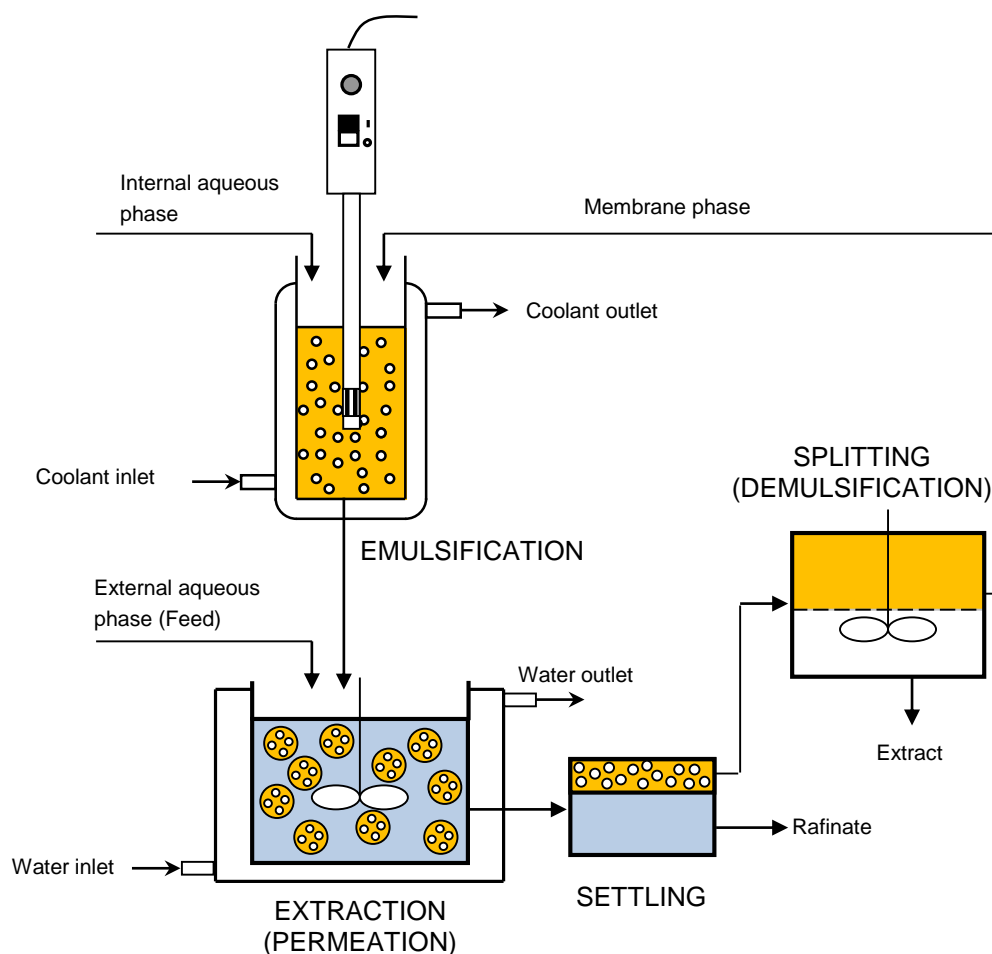 Internal aqueous
phase
Membrane phase
Coolant outlet
Coolant inlet
SPLITTING
(DEMULSIFICATION)
EMULSIFICATION
External aqueous
phase (Feed)
Water outlet
Extract
Rafinate
Water inlet
SETTLING
EXTRACTION
(PERMEATION)